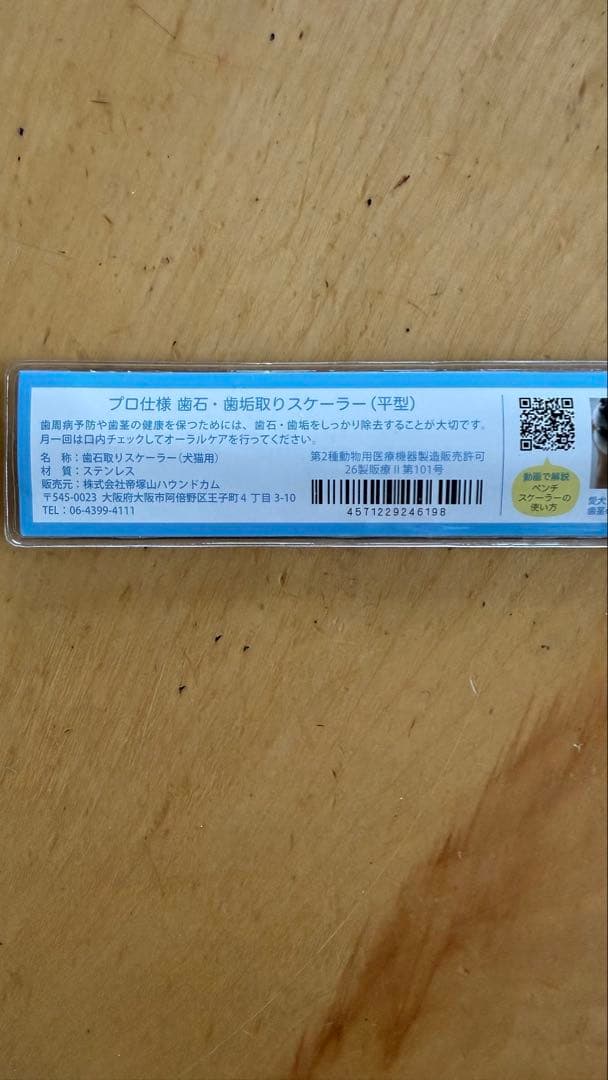 プロ仕様 歯石・歯垢取りスケーラー（平型）
歯周病予防や歯茎の健康を保つためには、歯石・歯垢をしっかり除去することが大切です。
月一回は口内チェックしてオーラルケアを行ってください。
名　称：歯石取りスケーラー（犬猫用）
材　質：ステンレス
販売元：株式会社帝塚山ハウンドカム
〒545-0023 大阪府大阪市阿倍野区王子町４丁目 3-10
TEL：06-4399-4111
第2種動物用医療機器製造販売許可
26製販療Ⅱ第101号
4571229246198
動画で解説
ペンチ
スケーラーの
使い方
愛犬
歯茎